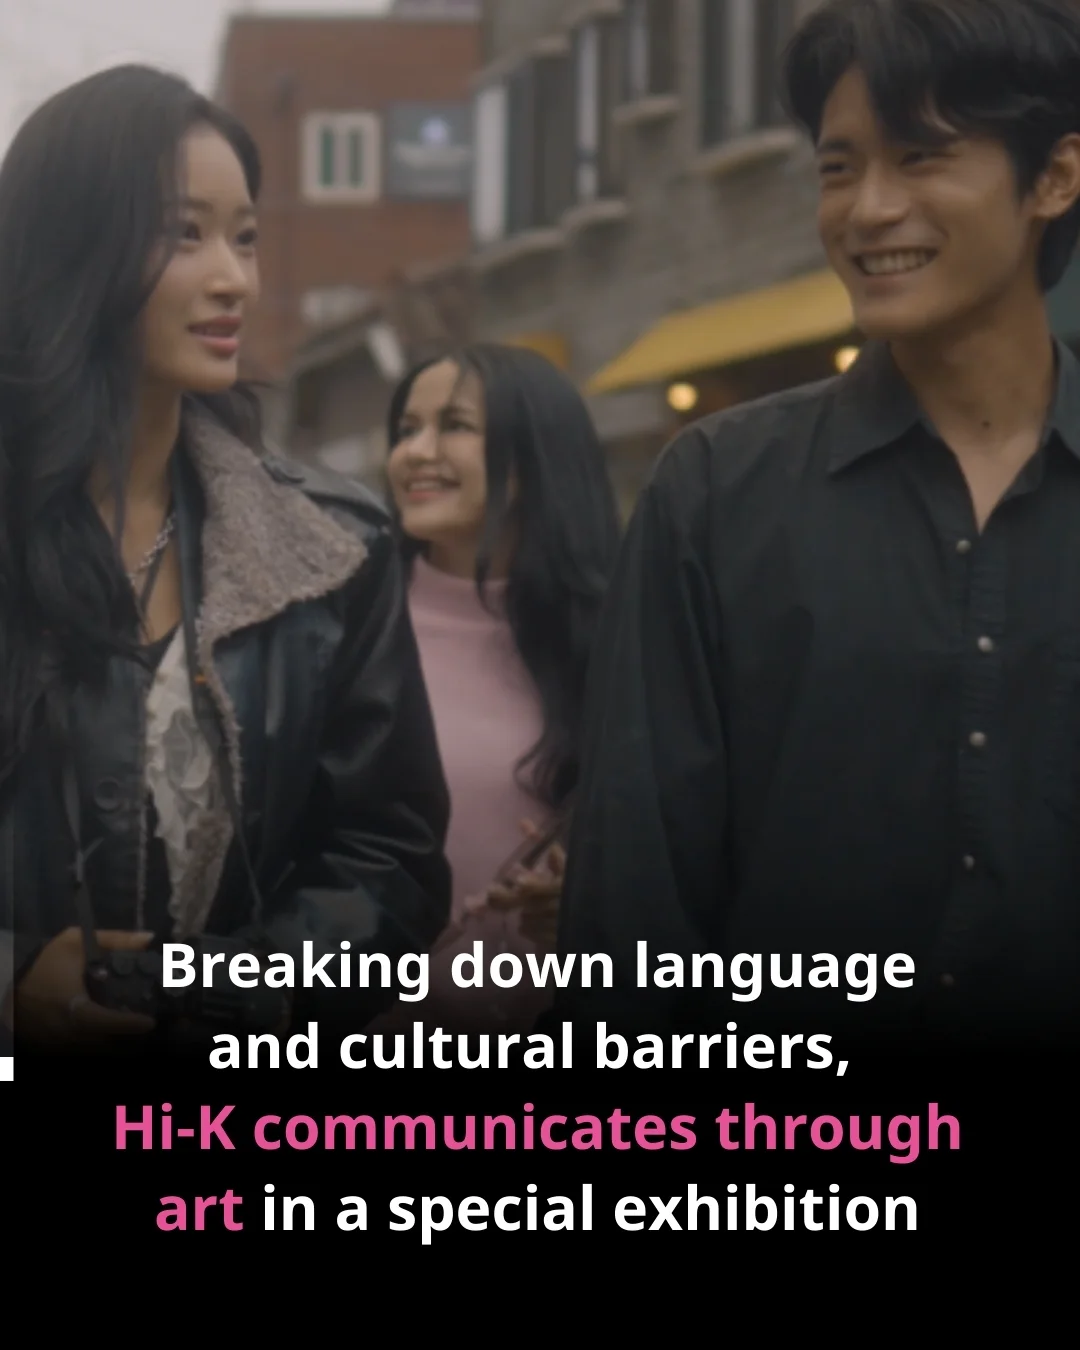 Breaking down language
and cultural barriers,
Hi-K communicates through
art in a special exhibition